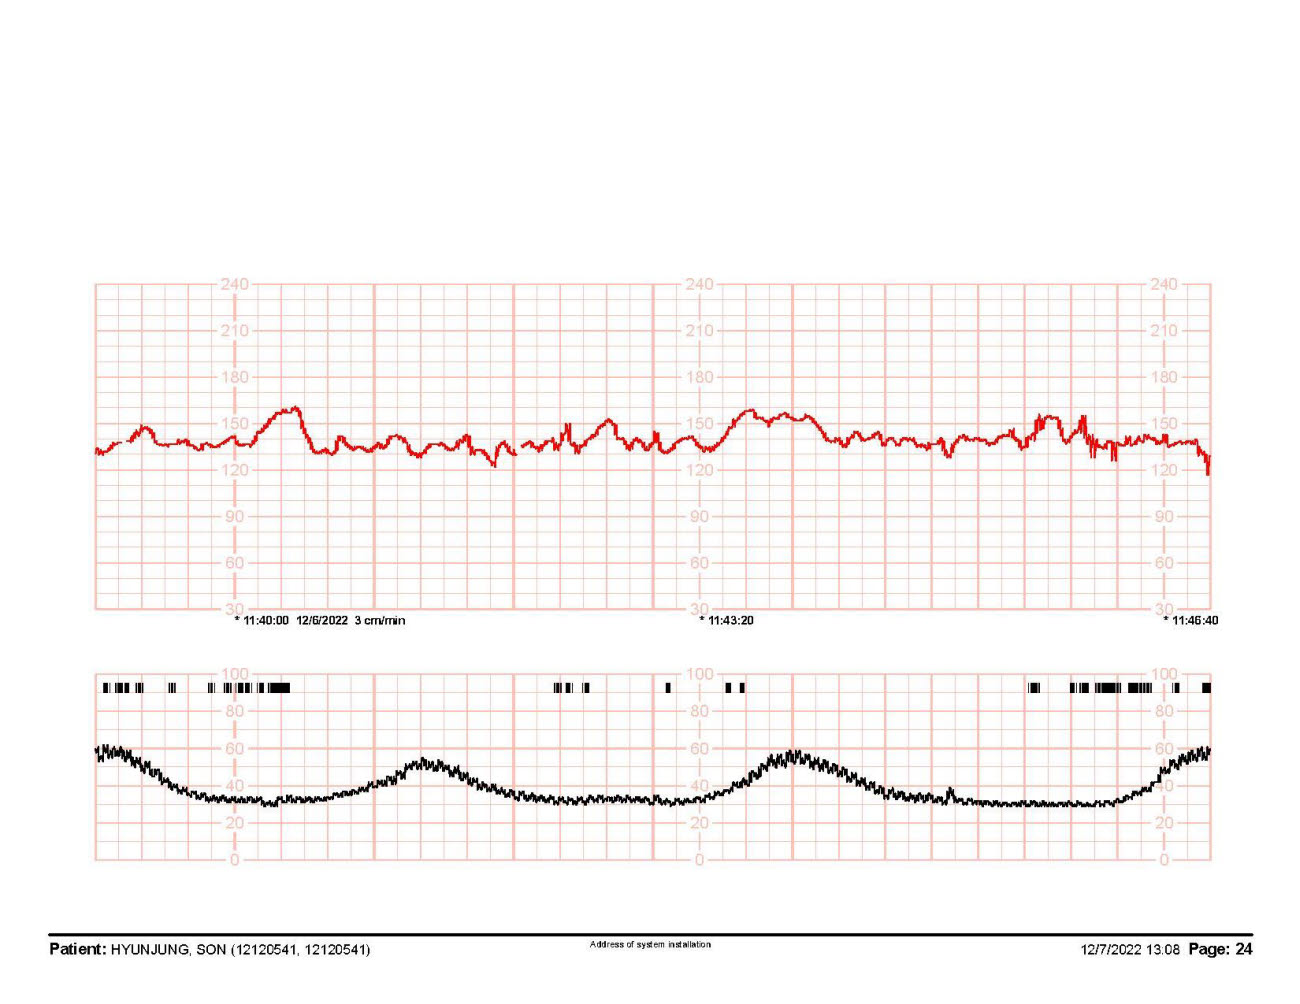 240 240 240
210 210 210
180 180 180
150 150 150
120 120 120
90 90 90
60 60 60
30 30 30
* 11:40:00 12/6/2022 3 cm/min * 11:43:20 * 11:46:40
100 100 100
80 80 80
60 60 60
40 40 40
20 20 20
0 0 0
Patient: HYUNJUNG, SON (12120541, 12120541) Address of system installation 12/7/2022 13:08 Page: 24